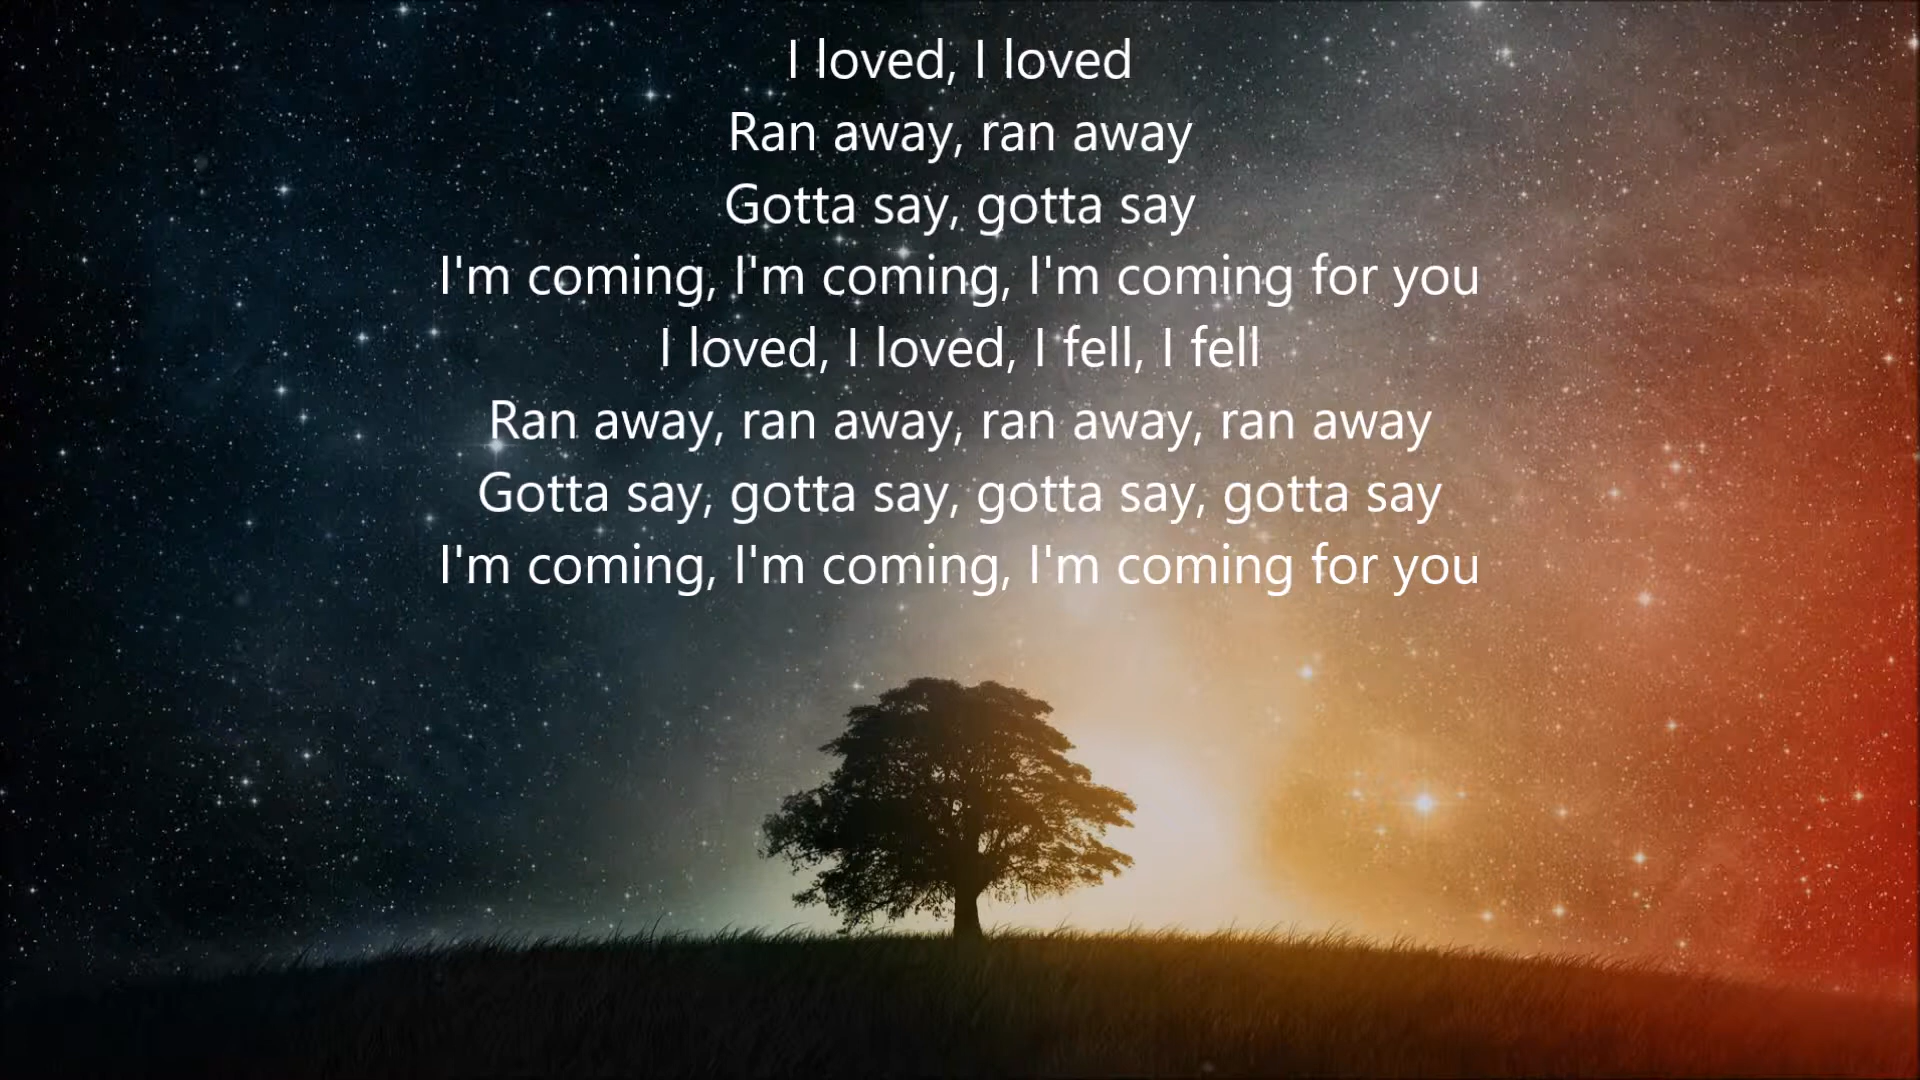 I loved, I loved
Ran away, ran away
Gotta say, gotta say
I'm coming, I'm coming, I'm coming for you
I loved, I loved, I fell, I fell
Ran away, ran away, ran away, ran away
Gotta say, gotta say, gotta say, gotta say
I'm coming, I'm coming, I'm coming for you